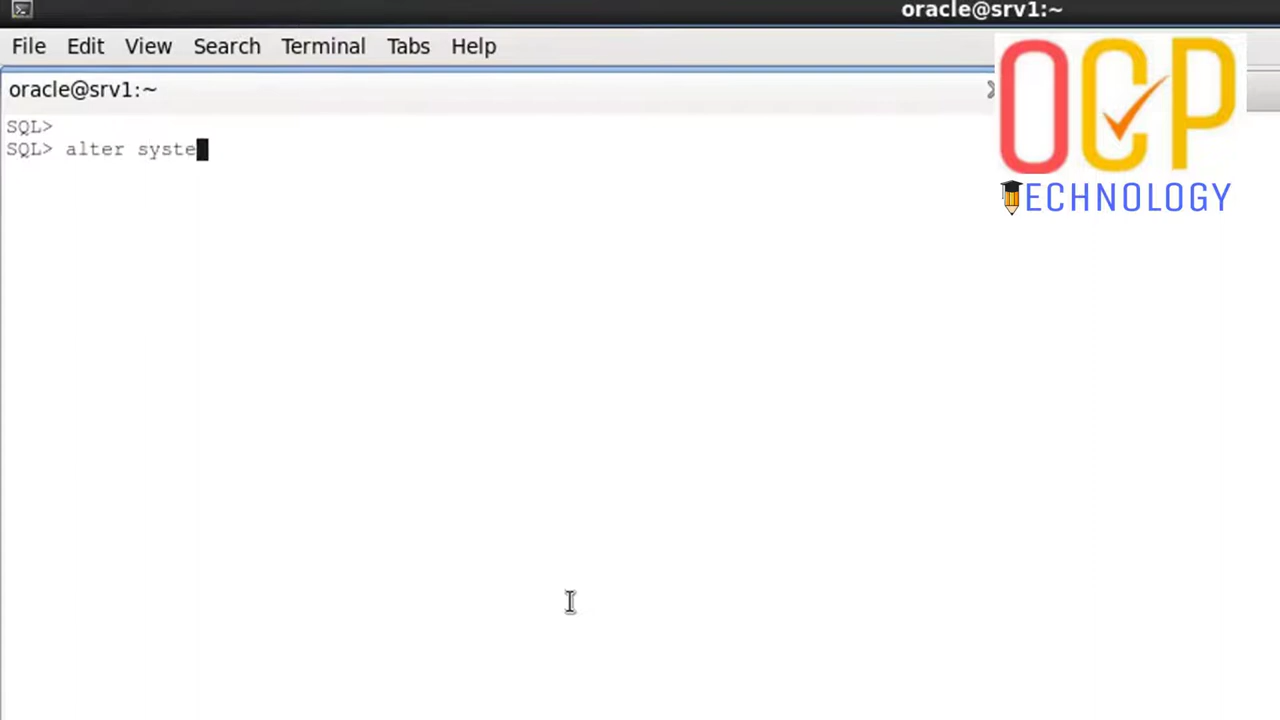 oracle@srv1:~
File Edit View Search Terminal Tabs Help
oracle@srv1:~
SQL>
SQL> alter syste
OCP
ECHNOLOGY